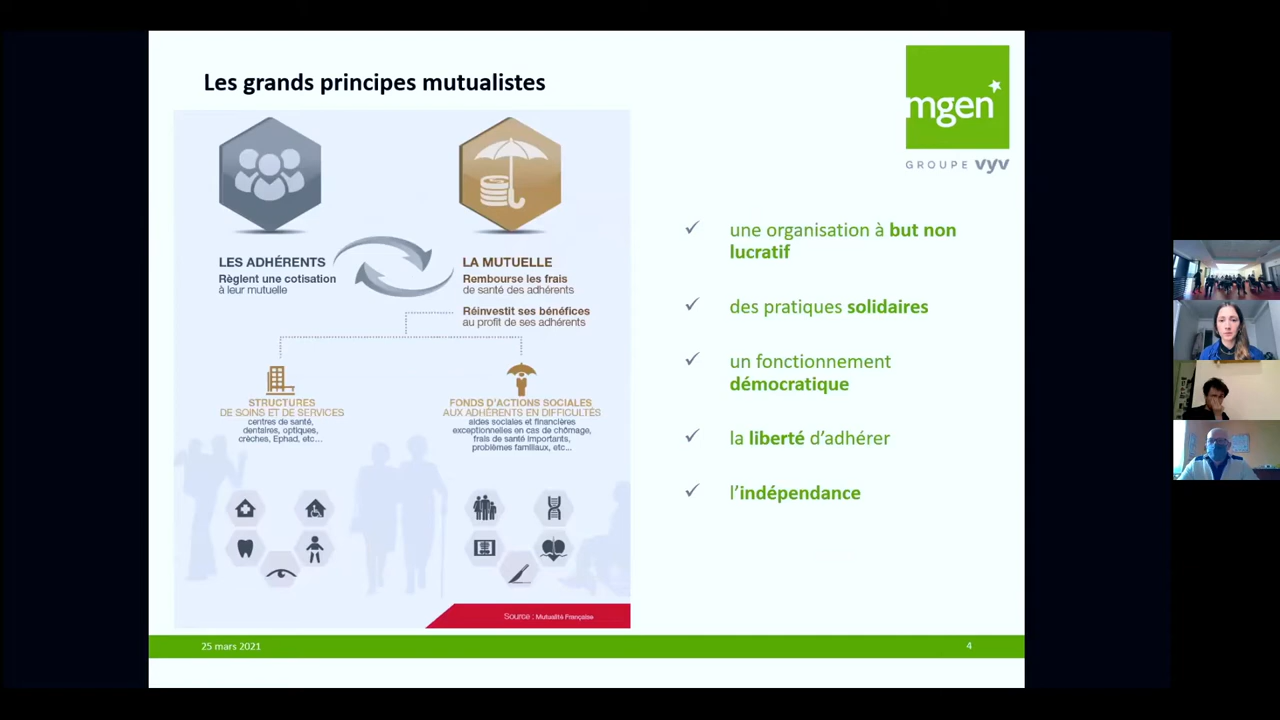 Les grands principes mutualistes
mgen
GROUPE vyv
LES ADHÉRENTS
Règlent une cotisation
à leur mutuelle
LA MUTUELLE
Rembourse les frais
de santé des adhérents
Réinvestit ses bénéfices
au profit de ses adhérents
STRUCTURES
DE SOINS ET DE SERVICES
centres de santé,
dentaires, optiques,
crèches, Ephad, etc...
FONDS D'ACTIONS SOCIALES
AUX ADHÉRENTS EN DIFFICULTÉS
aides sociales et financières
exceptionnelles en cas de chômage,
frais de santé importants,
problèmes familiaux, etc...
Source : Mutualité Française
une organisation à but non
lucratif
des pratiques solidaires
un fonctionnement
démocratique
la liberté d'adhérer
l'indépendance
25 mars 2021
4